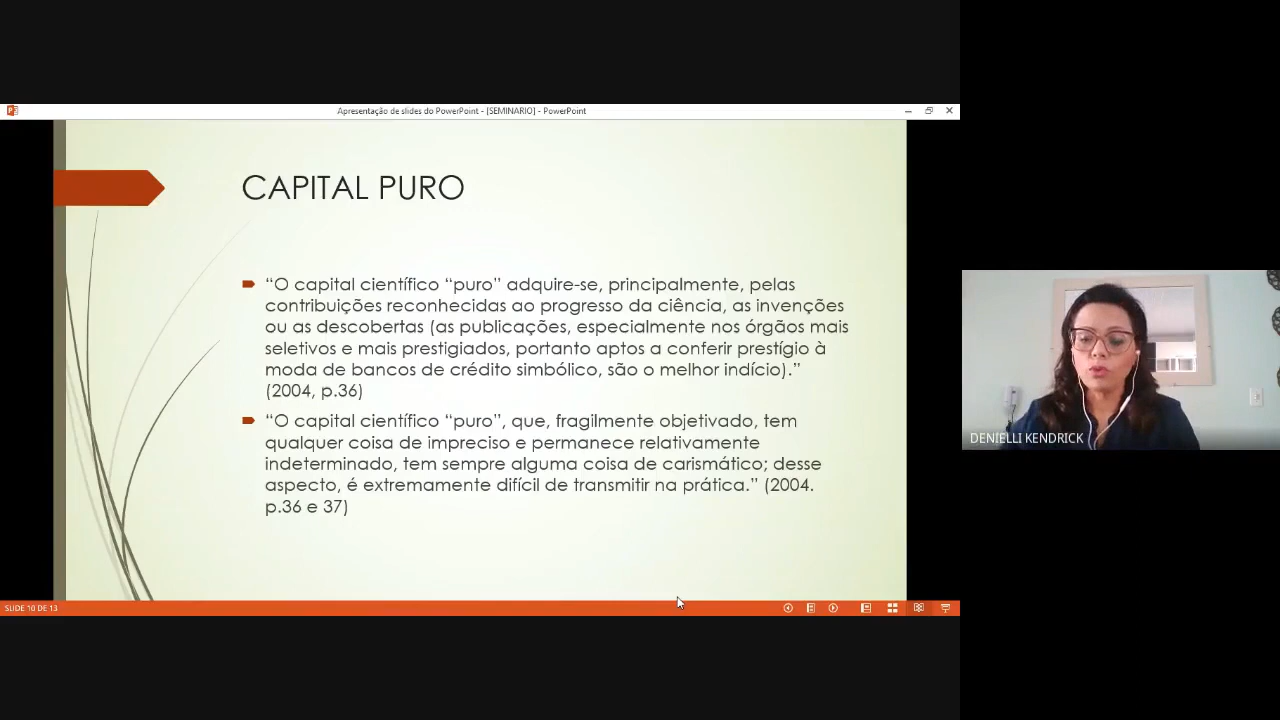 Apresentação de slides do PowerPoint - [SEMINARIO] - PowerPoint
CAPITAL PURO
“O capital científico “puro” adquire-se, principalmente, pelas
contribuições reconhecidas ao progresso da ciência, as invenções
ou as descobertas (as publicações, especialmente nos órgãos mais
seletivos e mais prestigiados, portanto aptos a conferir prestígio à
moda de bancos de crédito simbólico, são o melhor indício).”
(2004, p.36)
“O capital científico “puro”, que, fragilmente objetivado, tem
qualquer coisa de impreciso e permanece relativamente
indeterminado, tem sempre alguma coisa de carismático; desse
aspecto, é extremamente difícil de transmitir na prática.” (2004.
p.36 e 37)
DENIELLI KENDRICK
SLIDE 10 DE 13